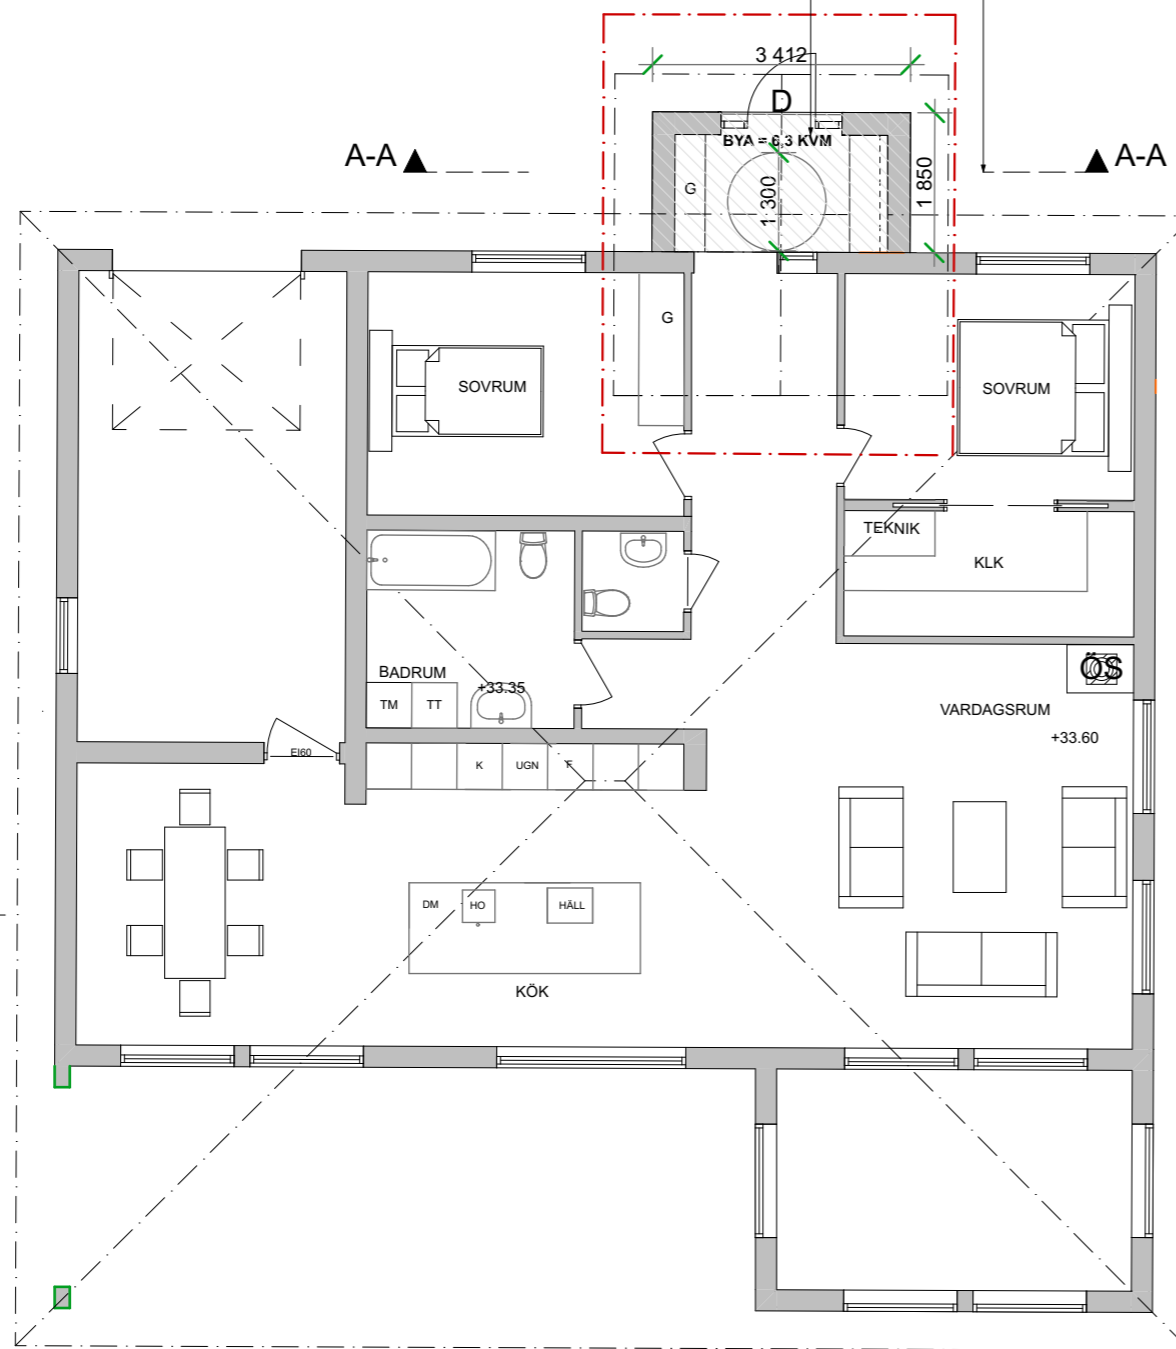 3 412
D
BYA = 6,3 KVM
A-A
A-A
1 850
1 300
G
G
SOVRUM
SOVRUM
TEKNIK
KLK
BADRUM
+33.35
TM
TT
ÖS
VARDAGSRUM
+33.60
EI60
K
UGN
F
DM
HO
HÄLL
KÖK